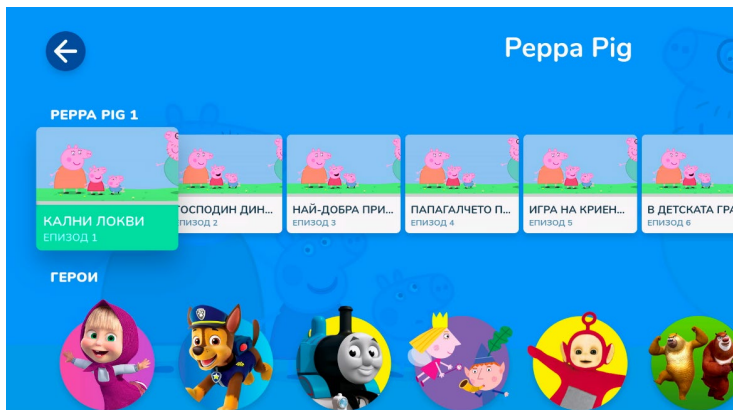 Peppa Pig
PEPPA PIG 1
КАЛНИ ЛОКВИ
ЕПИЗОД 1
ГОСПОДИН ДИН...
ЕПИЗОД 2
НАЙ-ДОБРА ПРИ...
ЕПИЗОД 3
ПАПАГАЛЧЕТО П...
ЕПИЗОД 4
ИГРА НА КРИЕН...
ЕПИЗОД 5
В ДЕТСКАТА ГРА
ЕПИЗОД 6
ГЕРОИ